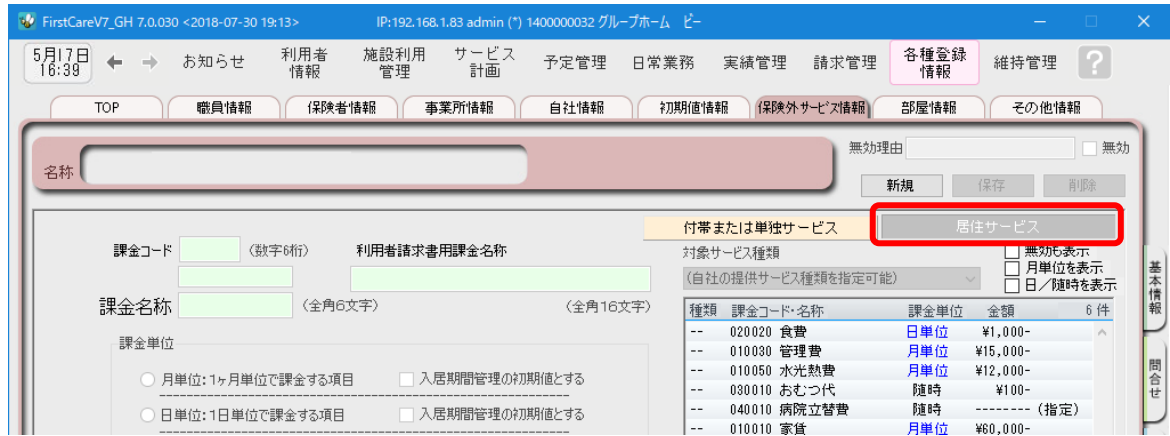 FirstCareV7_GH 7.0.030 <2018-07-30 19:13> IP:192.168.1.83 admin (*) 1400000032 グループホーム ビー
5月17日
16:39
お知らせ
利用者
情報
施設利用
管理
サービス
計画
予定管理
日常業務
実績管理
請求管理
各種登録
情報
維持管理
?
TOP 職員情報 保険者情報 事業所情報 自社情報 初期値情報 保険外サービス情報 部屋情報 その他情報
無効理由 無効
名称
新規 保存 削除
付帯または単独サービス 居住サービス
課金コード (数字6桁) 利用者請求書用課金名称
対象サービス種類
無効も表示
月単位を表示
日/随時を表示
(自社の提供サービス種類を指定可能)
課金名称 (全角6文字) (全角16文字)
種類 課金コード・名称 課金単位 金額 6 件
-- 020020 食費 日単位 ¥1,000-
-- 010030 管理費 月単位 ¥15,000-
-- 010050 水光熱費 月単位 ¥12,000-
-- 030010 おむつ代 随時 ¥100-
-- 040010 病院立替費 随時 -------- (指定)
-- 010010 家賃 月単位 ¥60,000-
課金単位
月単位:1ヶ月単位で課金する項目 入居期間管理の初期値とする
日単位:1日単位で課金する項目 入居期間管理の初期値とする
基本情報
問合せ